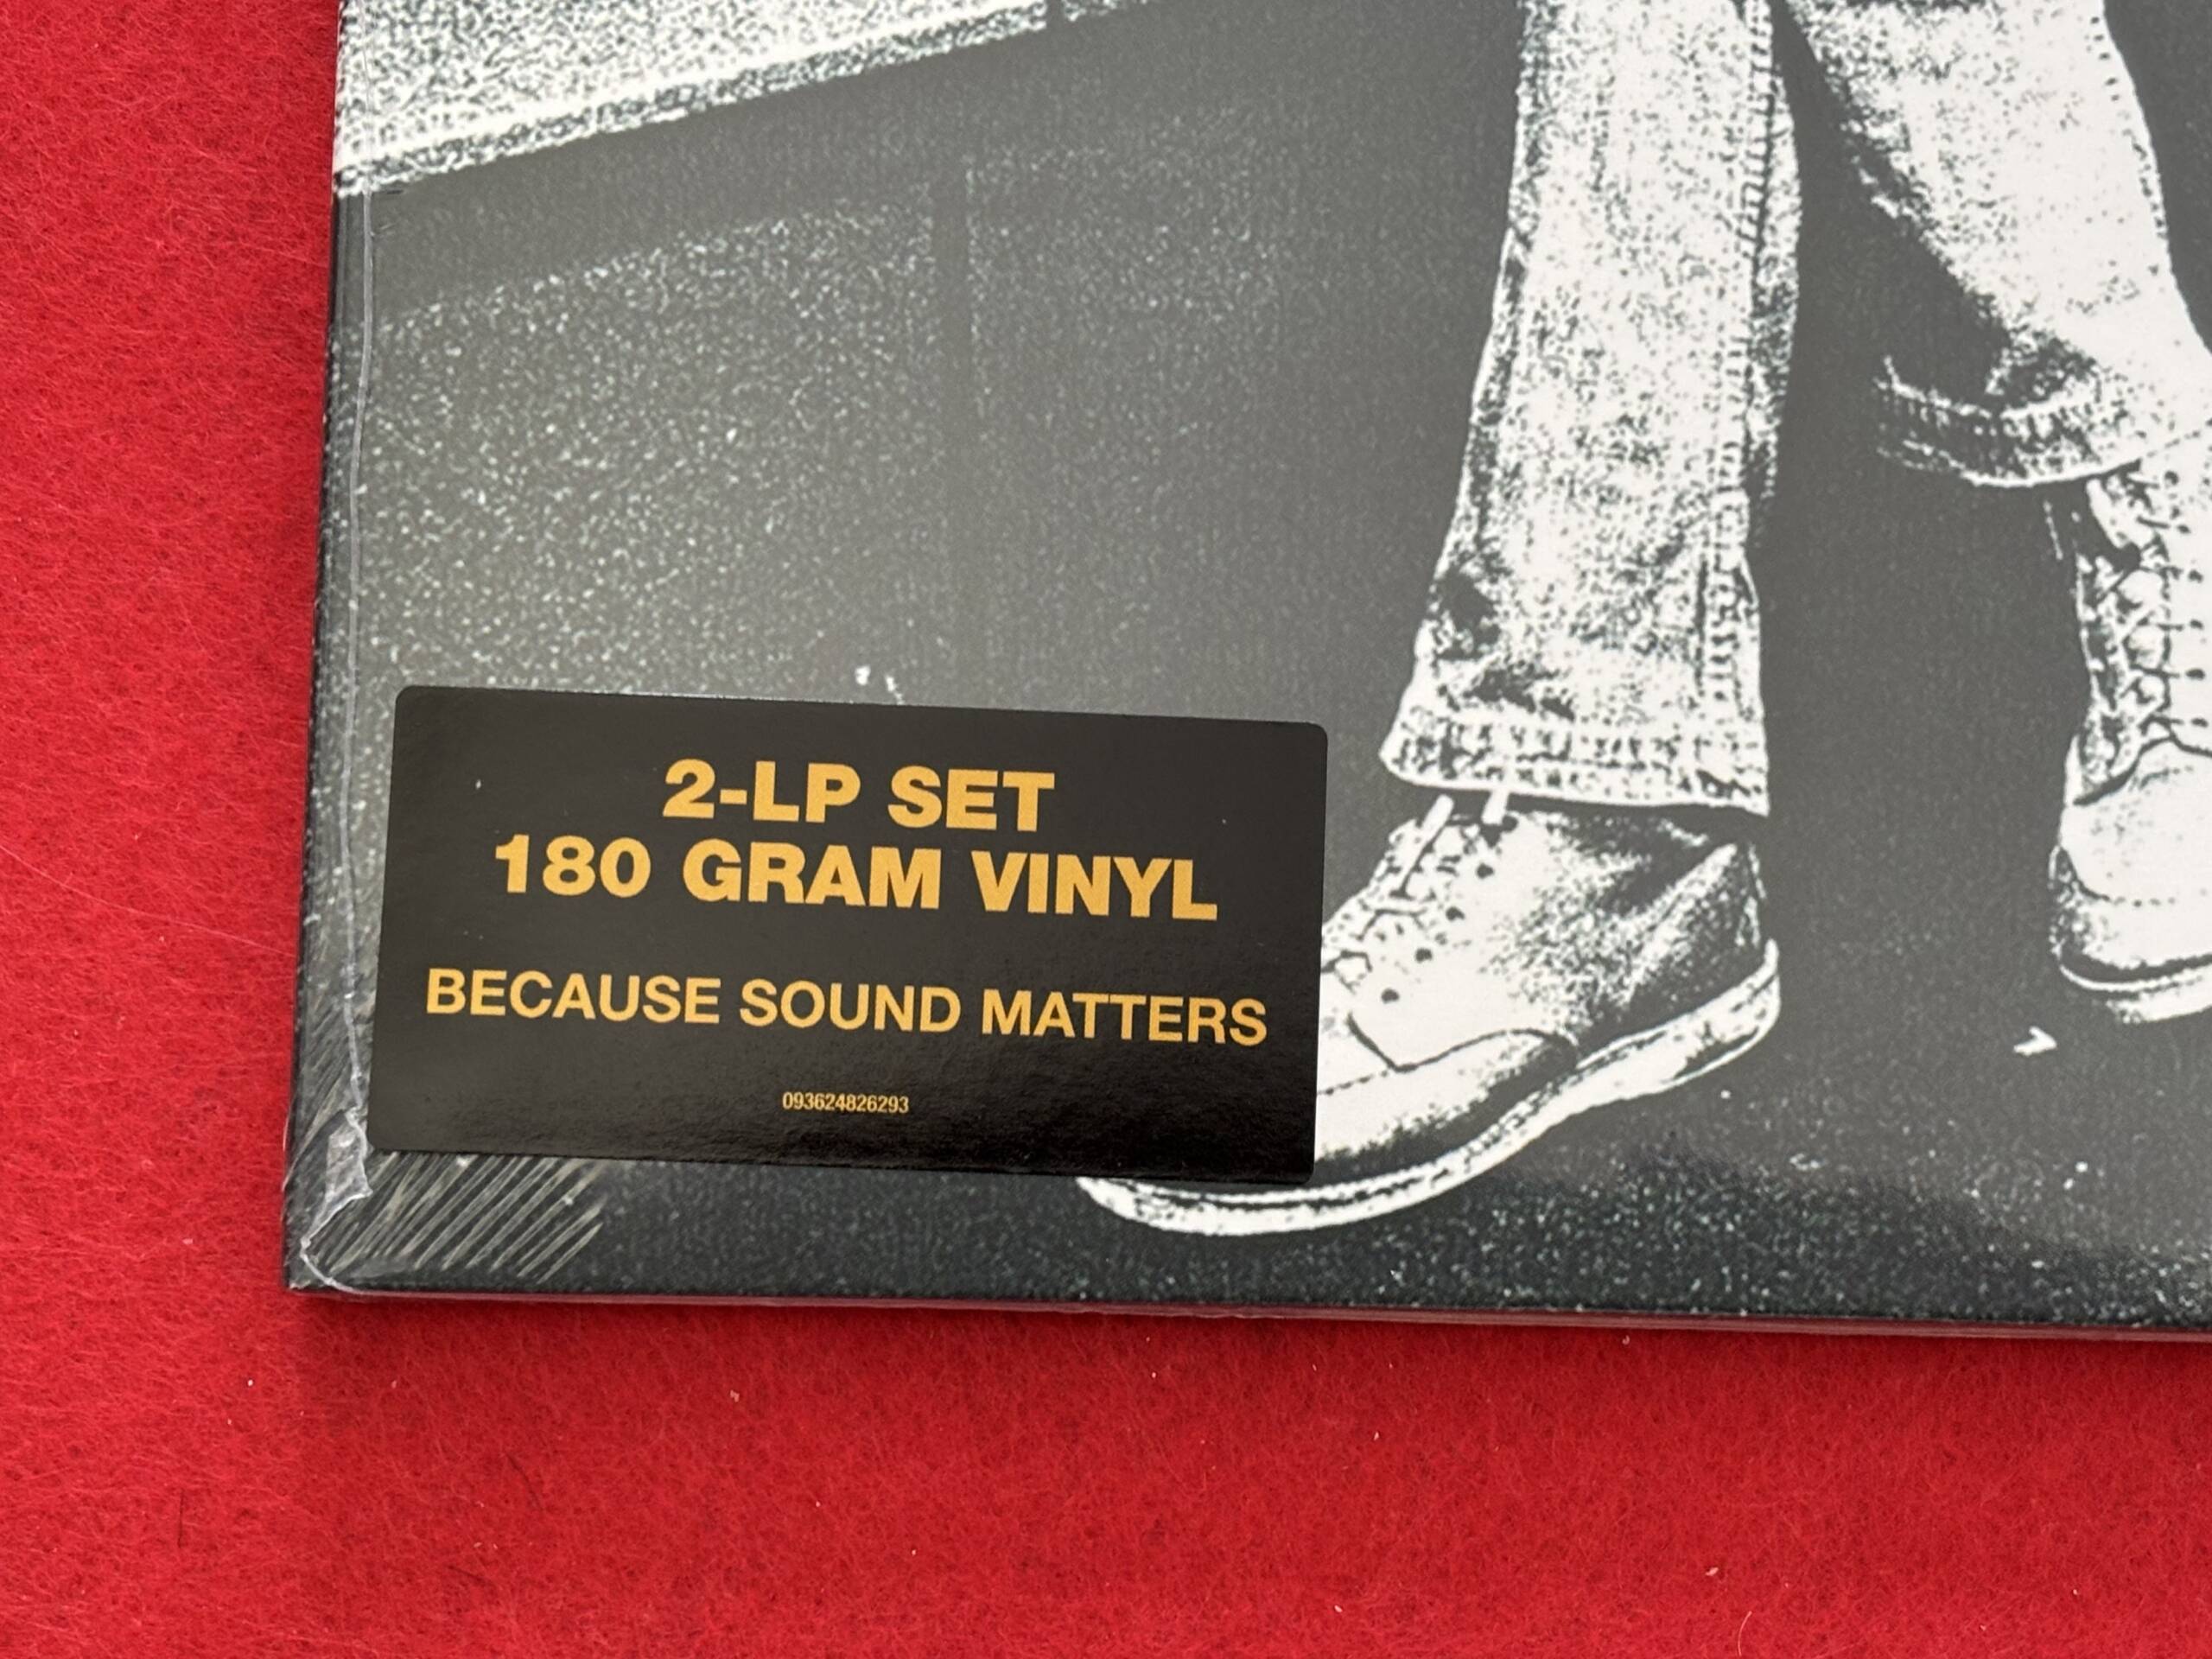 2-LP SET
180 GRAM VINYL
BECAUSE SOUND MATTERS
093624826293